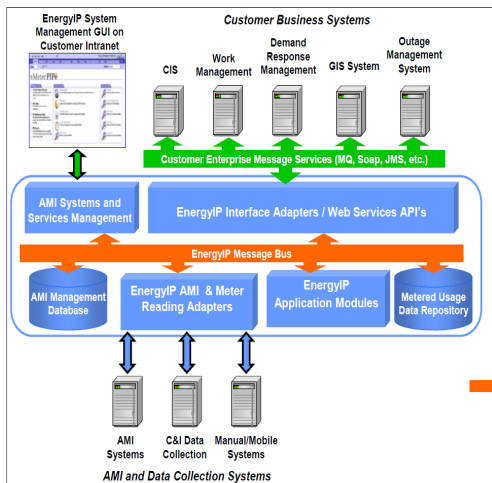 EnergyIP System
Management GUI on
Customer Intranet
eMeterPIP
Customer Business Systems
CIS
Work
Management
Demand
Response
Management
GIS System
Outage
Management
System
Customer Enterprise Message Services (MQ, Soap, JMS, etc.)
AMI Systems and
Services Management
EnergyIP Interface Adapters / Web Services API's
EnergyIP Message Bus
AMI Management
Database
EnergyIP AMI & Meter
Reading Adapters
EnergyIP
Application Modules
Metered Usage
Data Repository
AMI
Systems
C&I Data
Collection
Manual/Mobile
Systems
AMI and Data Collection Systems